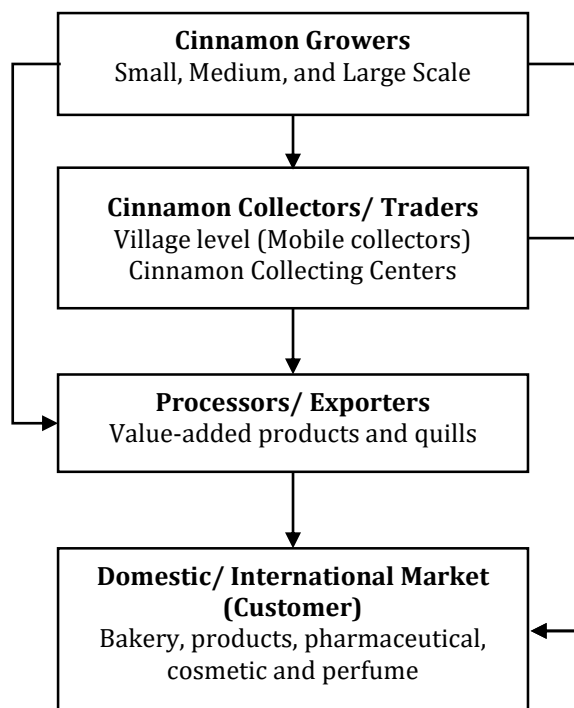 Cinnamon Growers
Small, Medium, and Large Scale
Cinnamon Collectors/ Traders
Village level (Mobile collectors)
Cinnamon Collecting Centers
Processors/ Exporters
Value-added products and quills
Domestic/ International Market
(Customer)
Bakery, products, pharmaceutical,
cosmetic and perfume